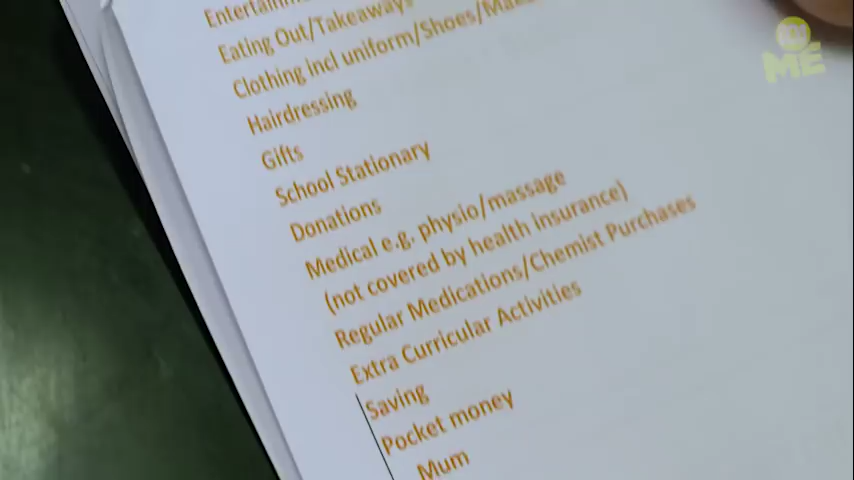 Eating Out/Takeaways
Clothing incl uniform/Shoes/
Hairdressing
Gifts
School Stationary
Donations
Medical e.g. physio/massage
(not covered by health insurance)
Regular Medications/Chemist Purchases
Extra Curricular Activities
Saving
Pocket money
Mum
ME